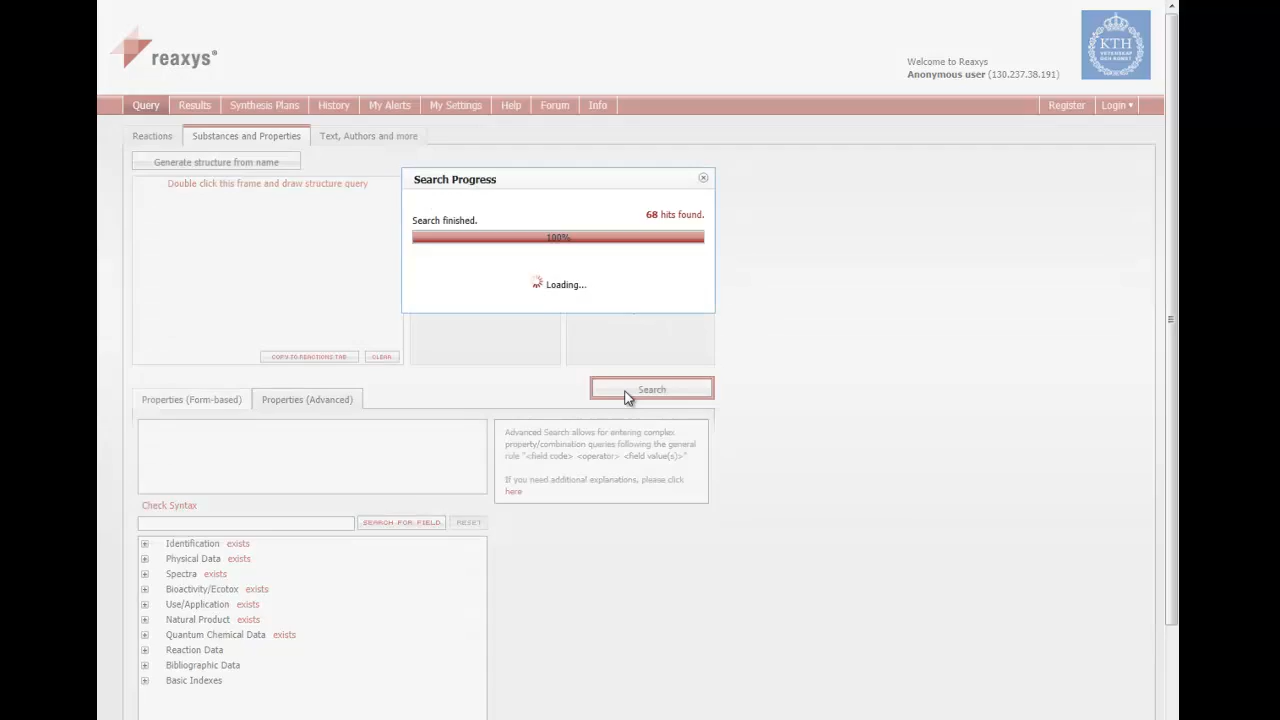 reaxys®
KTH
VETENSKAP
OCH KONST
Welcome to Reaxys
Anonymous user (130.237.38.191)
Query Results Synthesis Plans History My Alerts My Settings Help Forum Info Register Login
Reactions Substances and Properties Text, Authors and more
Generate structure from name
Double click this frame and draw structure query
Search Progress
Search finished. 68 hits found.
100%
Loading...
COPY TO REACTIONS TAB CLEAR
Search
Properties (Form-based) Properties (Advanced)
Advanced Search allows for entering complex
property/combination queries following the general
rule "<field code> <operator> <field value(s)>"
If you need additional explanations, please click
here
Check Syntax
SEARCH FOR FIELD RESET
Identification exists
Physical Data exists
Spectra exists
Bioactivity/Ecotox exists
Use/Application exists
Natural Product exists
Quantum Chemical Data exists
Reaction Data
Bibliographic Data
Basic Indexes